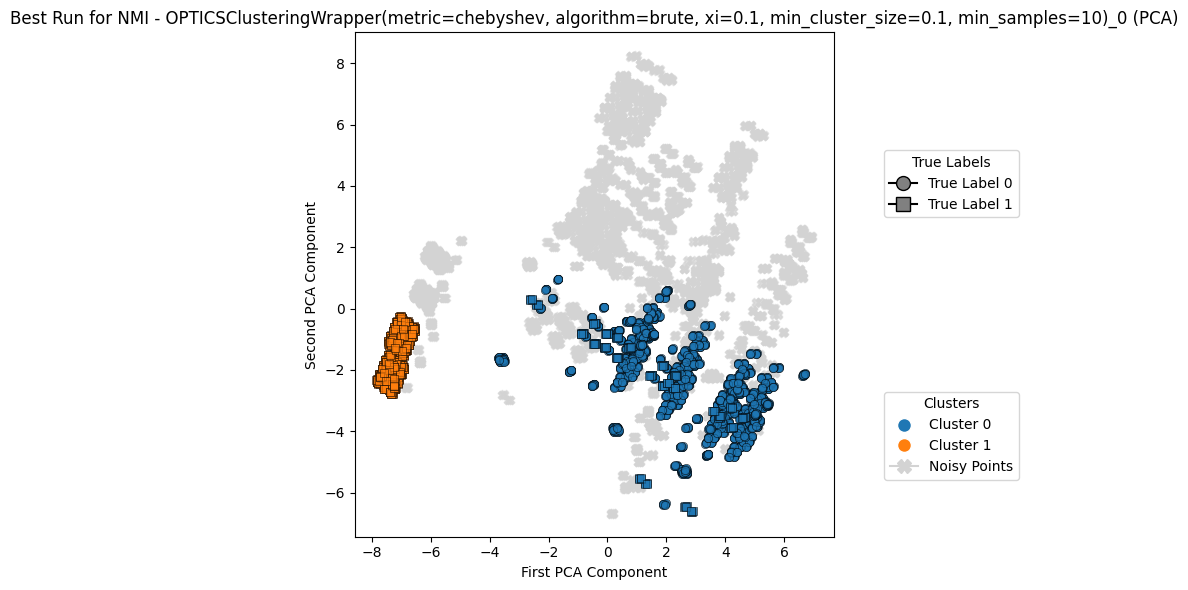 Best Run for NMI - OPTICSClusteringWrapper(metric=chebyshev, algorithm=brute, xi=0.1, min_cluster_size=0.1, min_samples=10)_0 (PCA)
8
6
4
2
0
−2
−4
−6
Second PCA Component
−8
−6
−4
−2
0
2
4
6
First PCA Component
True Labels
True Label 0
True Label 1
Clusters
Cluster 0
Cluster 1
Noisy Points